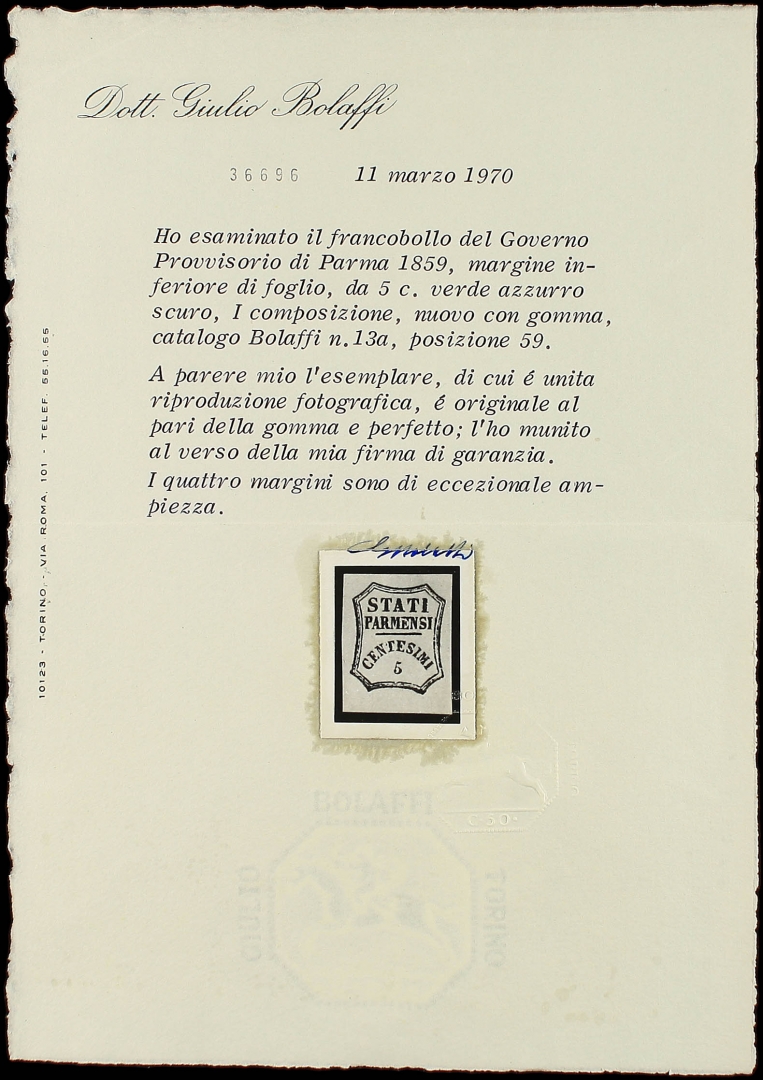 Dott. Giulio Bolaffi
36696 11 marzo 1970
Ho esaminato il francobollo del Governo
Provvisorio di Parma 1859, margine in-
feriore di foglio, da 5 c. verde azzurro
scuro, I composizione, nuovo con gomma,
catalogo Bolaffi n.13a, posizione 59.
A parere mio l'esemplare, di cui é unita
riproduzione fotografica, é originale al
pari della gomma e perfetto; l'ho munito
al verso della mia firma di garanzia.
I quattro margini sono di eccezionale am-
piezza.
10123 - TORINO - VIA ROMA, 101 - TELEF. 55.16.55
STATI
PARMENSI
CENTESIMI
5
BOLAFFI
GIULIO
TORINO
C·50·